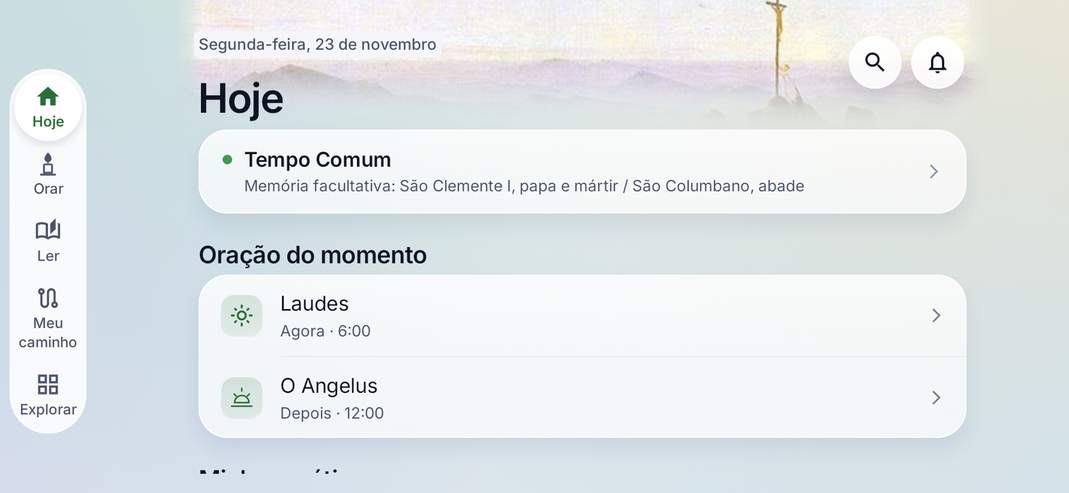 Segunda-feira, 23 de novembro
Hoje
Hoje
Orar
Ler
Meu
caminho
Explorar
Tempo Comum
Memória facultativa: São Clemente I, papa e mártir / São Columbano, abade
Oração do momento
Laudes
Agora · 6:00
O Angelus
Depois · 12:00